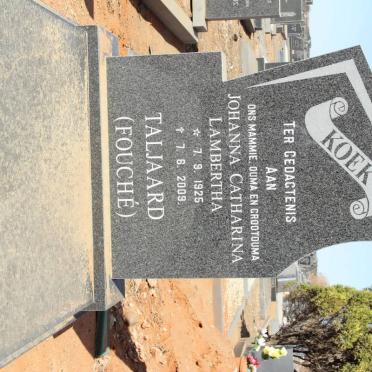 KOEK
TER GEDAGTENIS
AAN
ONS MAMMIE, OUMA EN GROOTOUMA
JOHANNA CATHARINA
LAMBERTHA
☆ 7. 9. 1925
† 7. 6. 2009.
TALJAARD
(FOUCHÉ)